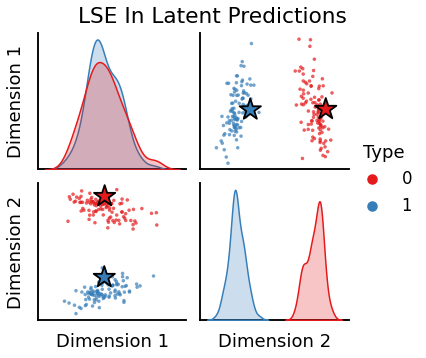 LSE In Latent Predictions
Dimension 1
Dimension 2
Type
0
1
Dimension 1
Dimension 2